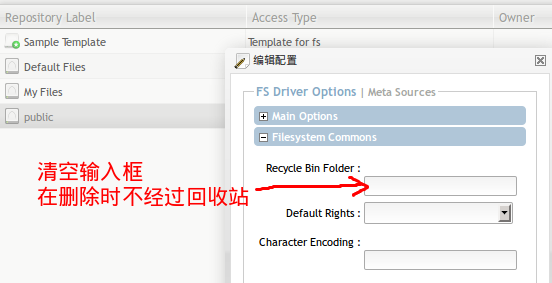 Repository Label Access Type Owner
Sample Template Template for fs
Default Files
My Files
public
编辑配置
FS Driver Options | Meta Sources
Main Options
Filesystem Commons
Recycle Bin Folder :
Default Rights :
Character Encoding :
清空输入框
在删除时不经过回收站